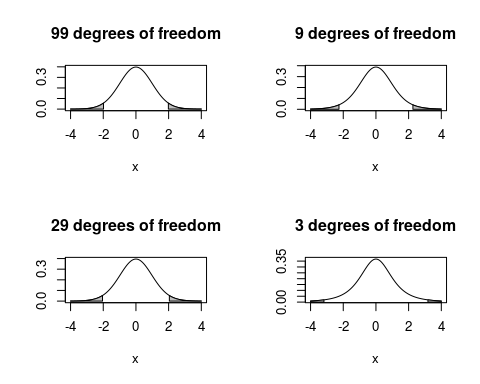 99 degrees of freedom
0.3
0.0
-4 -2 0 2 4
x
9 degrees of freedom
0.3
0.0
-4 -2 0 2 4
x
29 degrees of freedom
0.3
0.0
-4 -2 0 2 4
x
3 degrees of freedom
0.35
0.00
-4 -2 0 2 4
x